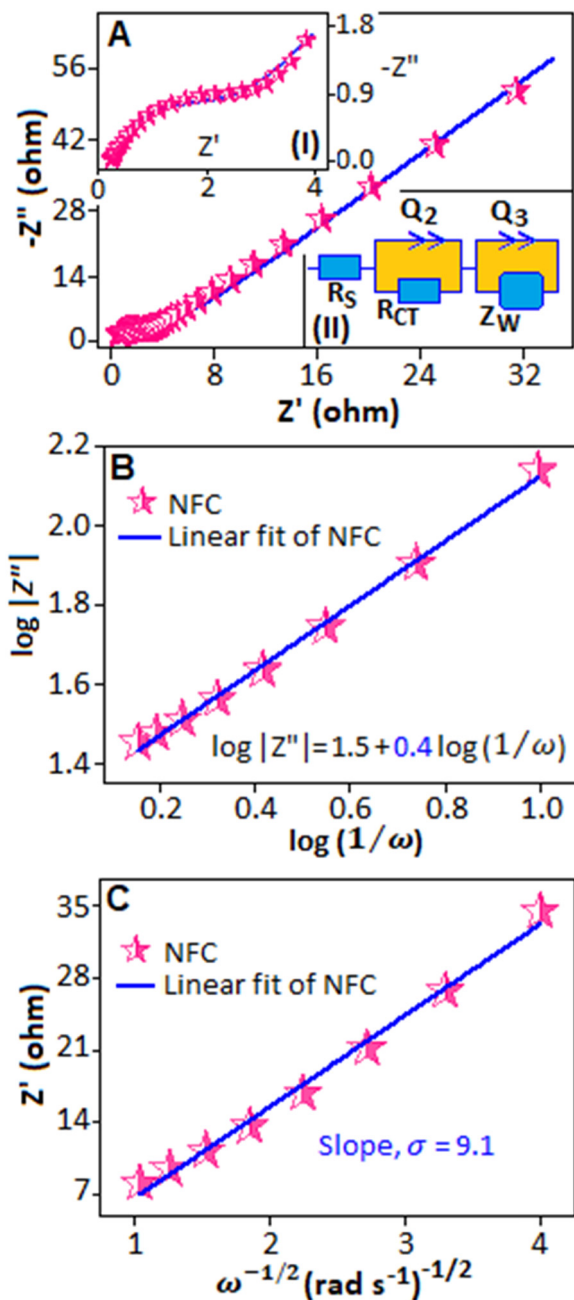 A
-Z'' (ohm)
56
42
28
14
0
1.8
0.9
0.0
-Z''
Z'
(I)
0
2
4
Q2
Q3
RS
RCT
ZW
(II)
0
8
16
24
32
Z' (ohm)
B
2.2
2.0
1.8
1.6
1.4
log |Z''|
NFC
Linear fit of NFC
log |Z''|=1.5+0.4 log (1/ω)
0.2
0.4
0.6
0.8
1.0
log (1/ω)
C
35
28
21
14
7
Z' (ohm)
NFC
Linear fit of NFC
Slope, σ = 9.1
1
2
3
4
ω⁻¹/² (rad s⁻¹)⁻¹/²